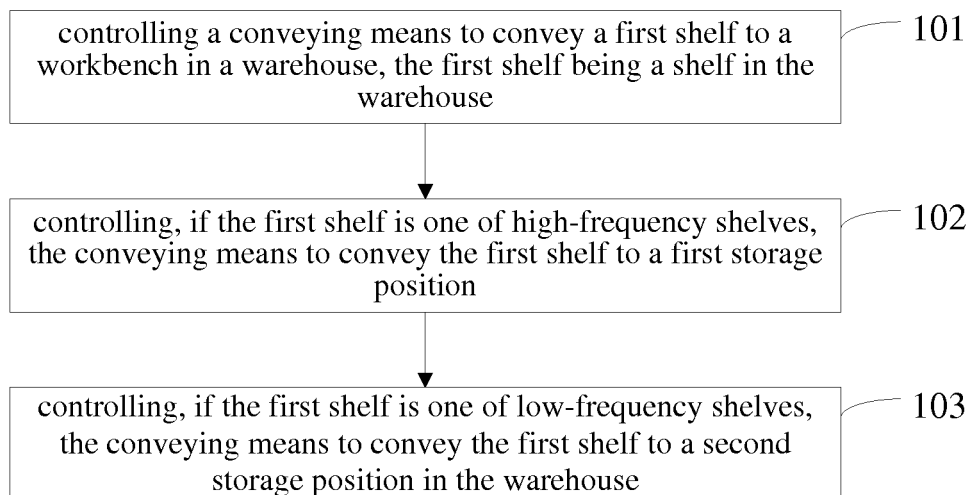 controlling a conveying means to convey a first shelf to a
workbench in a warehouse, the first shelf being a shelf in the
warehouse
101
controlling, if the first shelf is one of high-frequency shelves,
the conveying means to convey the first shelf to a first storage
position
102
controlling, if the first shelf is one of low-frequency shelves,
the conveying means to convey the first shelf to a second
storage position in the warehouse
103